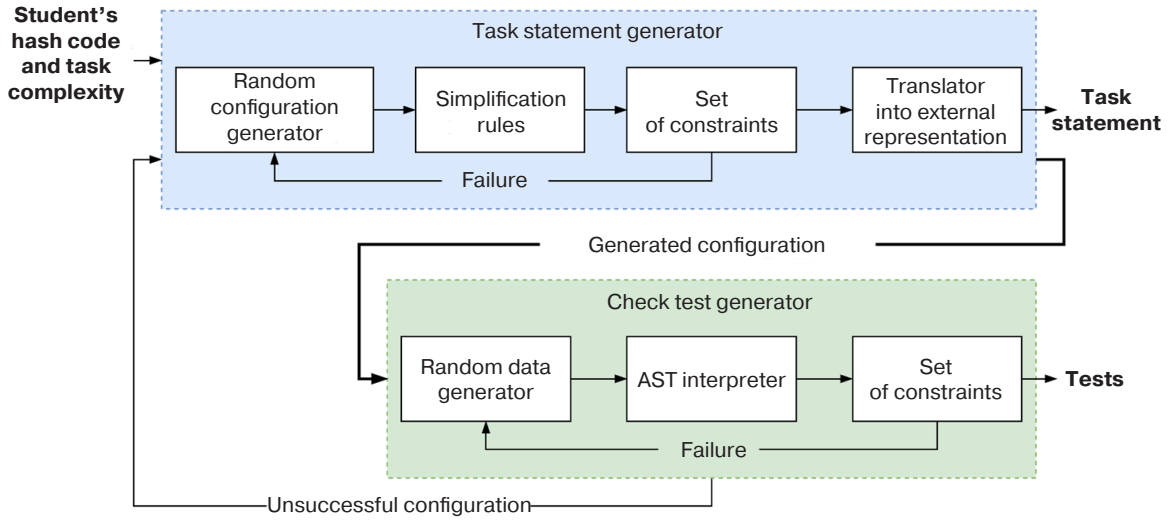 Student’s
hash code
and task
complexity
Task statement generator
Random
configuration
generator
Simplification
rules
Set
of constraints
Translator
into external
representation
Task
statement
Failure
Generated configuration
Check test generator
Random data
generator
AST interpreter
Set
of constraints
Tests
Failure
Unsuccessful configuration